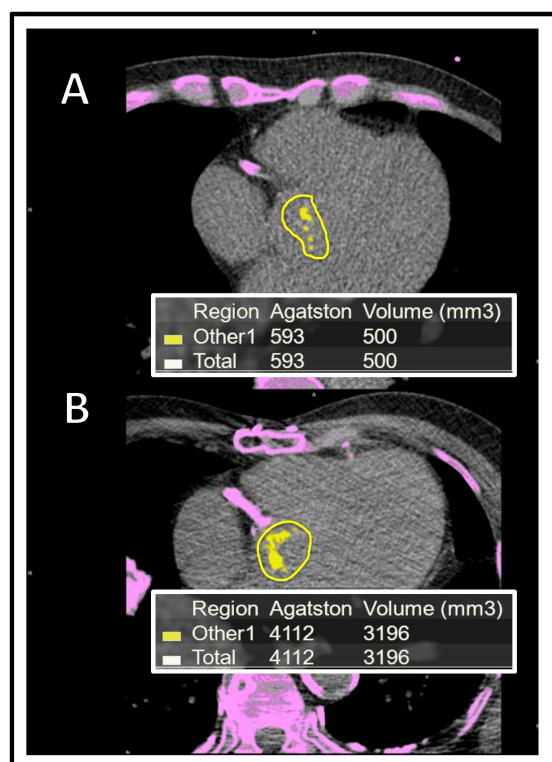 A
A
Region Agatston Volume (mm3)
Other1 593 500
Total 593 500
B
Region Agatston Volume (mm3)
Other1 4112 3196
Total 4112 3196